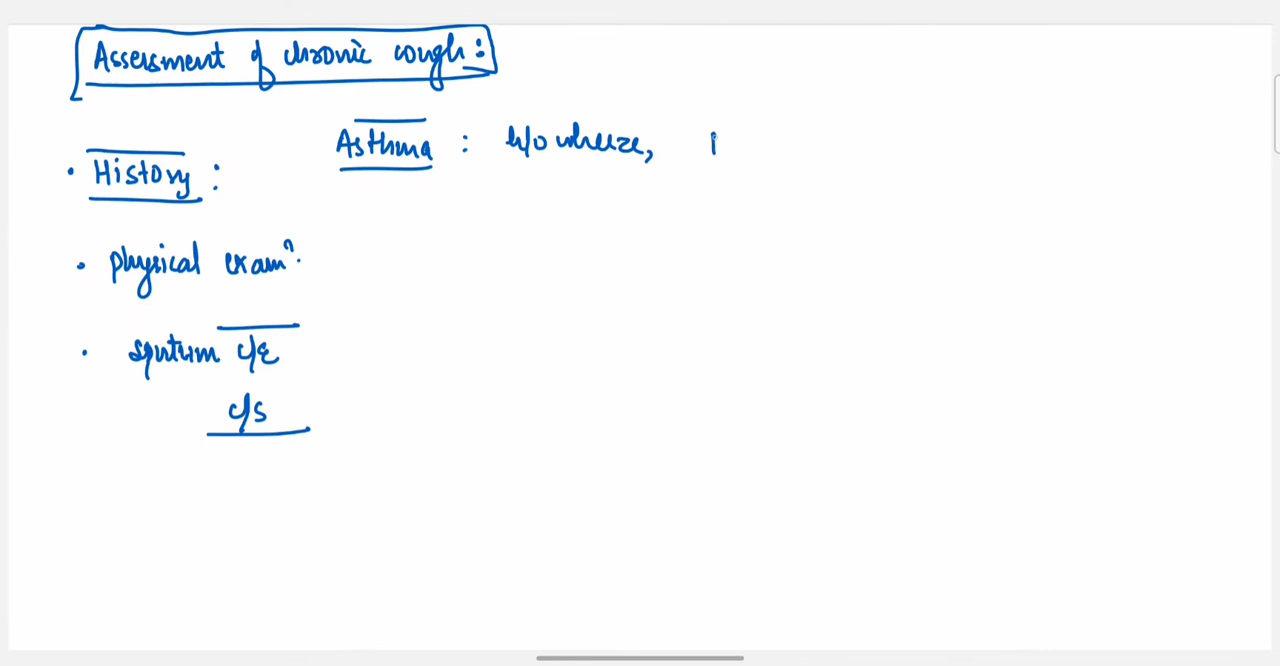 Assessment of chronic cough:
• History :
Asthma : h/o wheeze,
• physical examn.
• sputum c/e
c/s